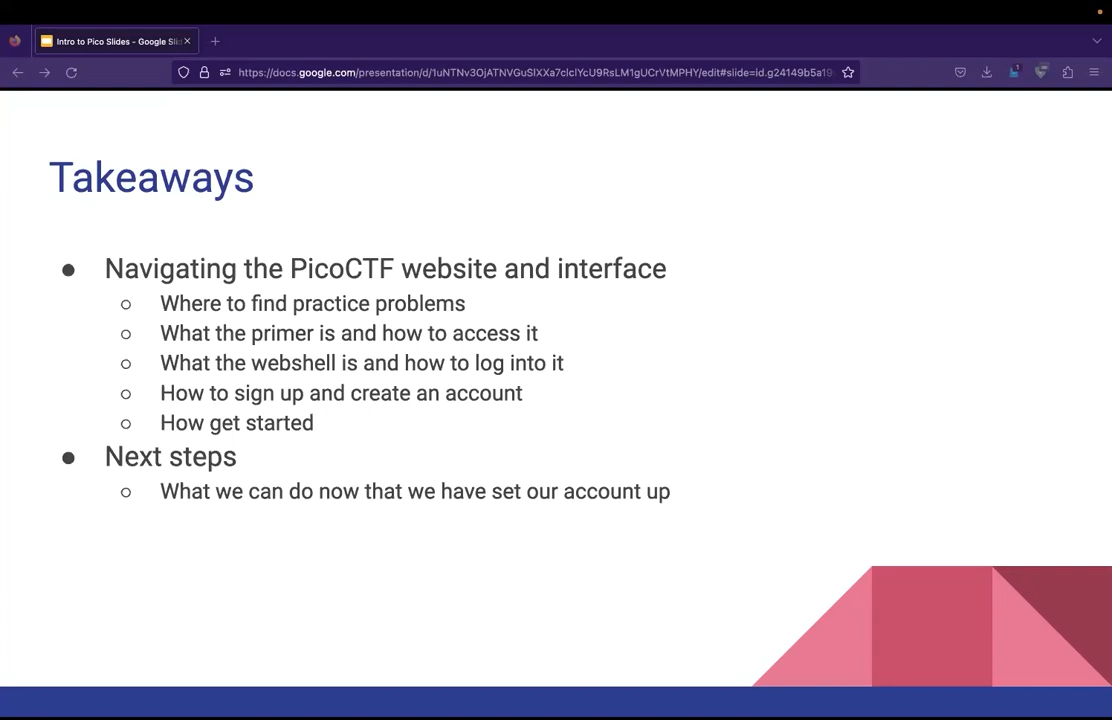 Intro to Pico Slides - Google Sli
https://docs.google.com/presentation/d/1uNTNv3OjATNVGuSlXXa7clclYcU9RsLM1gUCrVtMPHY/edit#slide=id.g24149b5a19
1
Takeaways
● Navigating the PicoCTF website and interface
○ Where to find practice problems
○ What the primer is and how to access it
○ What the webshell is and how to log into it
○ How to sign up and create an account
○ How get started
● Next steps
○ What we can do now that we have set our account up